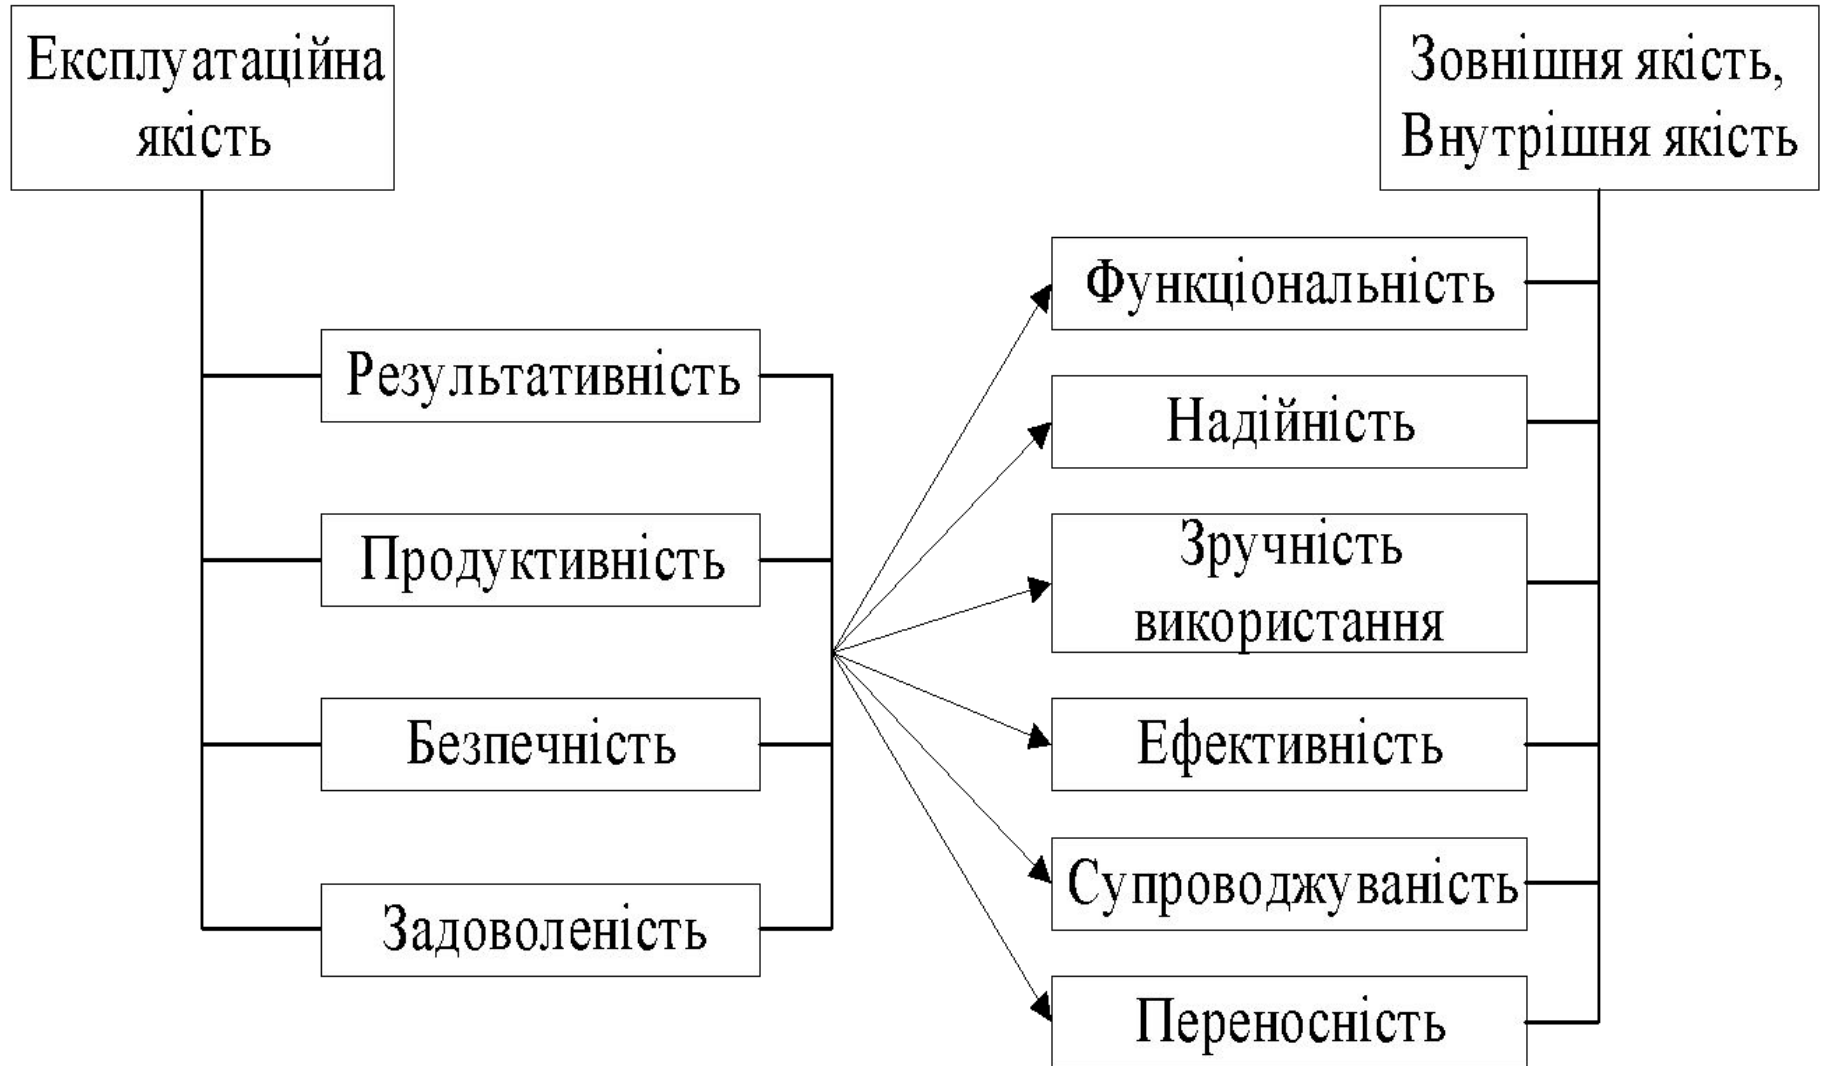 Експлуатаційна
якість
Результативність
Продуктивність
Безпечність
Задоволеність
Зовнішня якість,
Внутрішня якість
Функціональність
Надійність
Зручність
використання
Ефективність
Супроводжуваність
Переносність